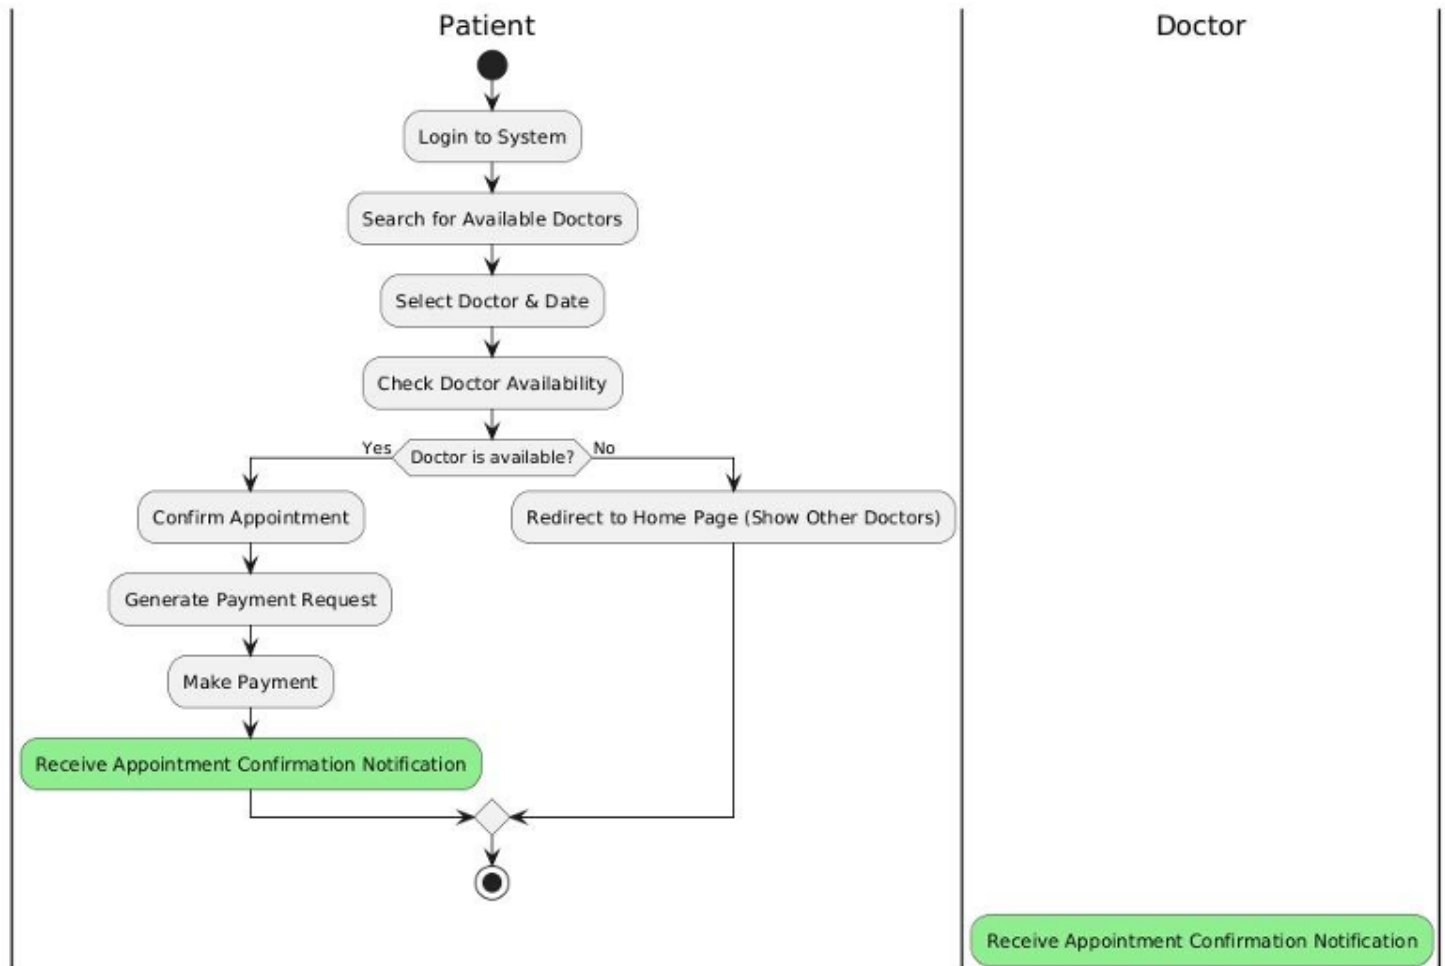 Patient
Doctor
Login to System
Search for Available Doctors
Select Doctor & Date
Check Doctor Availability
Yes
Doctor is available?
No
Confirm Appointment
Redirect to Home Page (Show Other Doctors)
Generate Payment Request
Make Payment
Receive Appointment Confirmation Notification
Receive Appointment Confirmation Notification